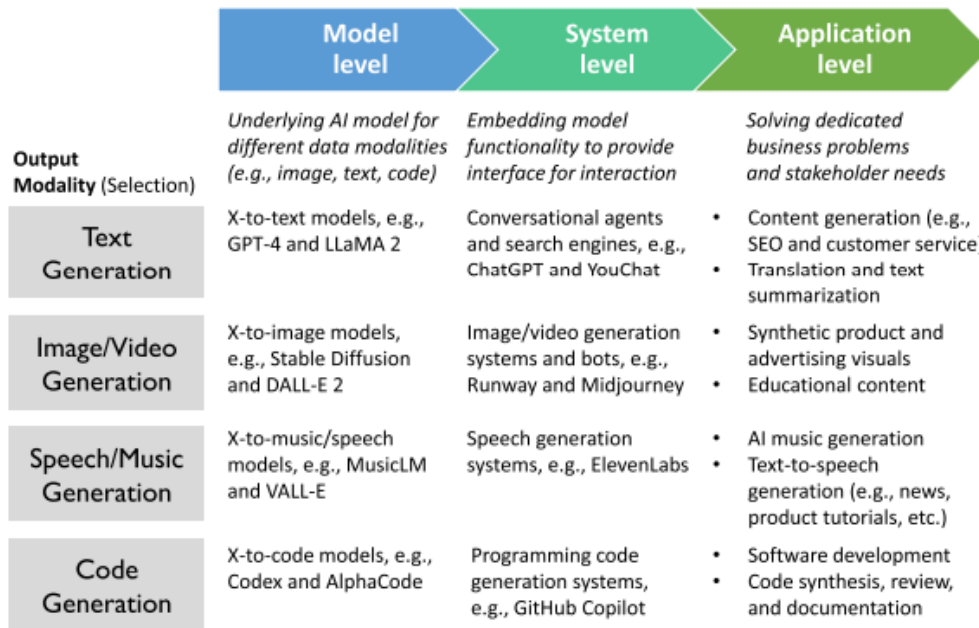 Model
level
System
level
Application
level
Underlying AI model for
different data modalities
(e.g., image, text, code)
Embedding model
functionality to provide
interface for interaction
Solving dedicated
business problems
and stakeholder needs
Output
Modality (Selection)
Text
Generation
X-to-text models, e.g.,
GPT-4 and LLaMA 2
Conversational agents
and search engines, e.g.,
ChatGPT and YouChat
• Content generation (e.g.,
SEO and customer service)
• Translation and text
summarization
Image/Video
Generation
X-to-image models,
e.g., Stable Diffusion
and DALL-E 2
Image/video generation
systems and bots, e.g.,
Runway and Midjourney
• Synthetic product and
advertising visuals
• Educational content
Speech/Music
Generation
X-to-music/speech
models, e.g., MusicLM
and VALL-E
Speech generation
systems, e.g., ElevenLabs
• AI music generation
• Text-to-speech
generation (e.g., news,
product tutorials, etc.)
Code
Generation
X-to-code models, e.g.,
Codex and AlphaCode
Programming code
generation systems,
e.g., GitHub Copilot
• Software development
• Code synthesis, review,
and documentation